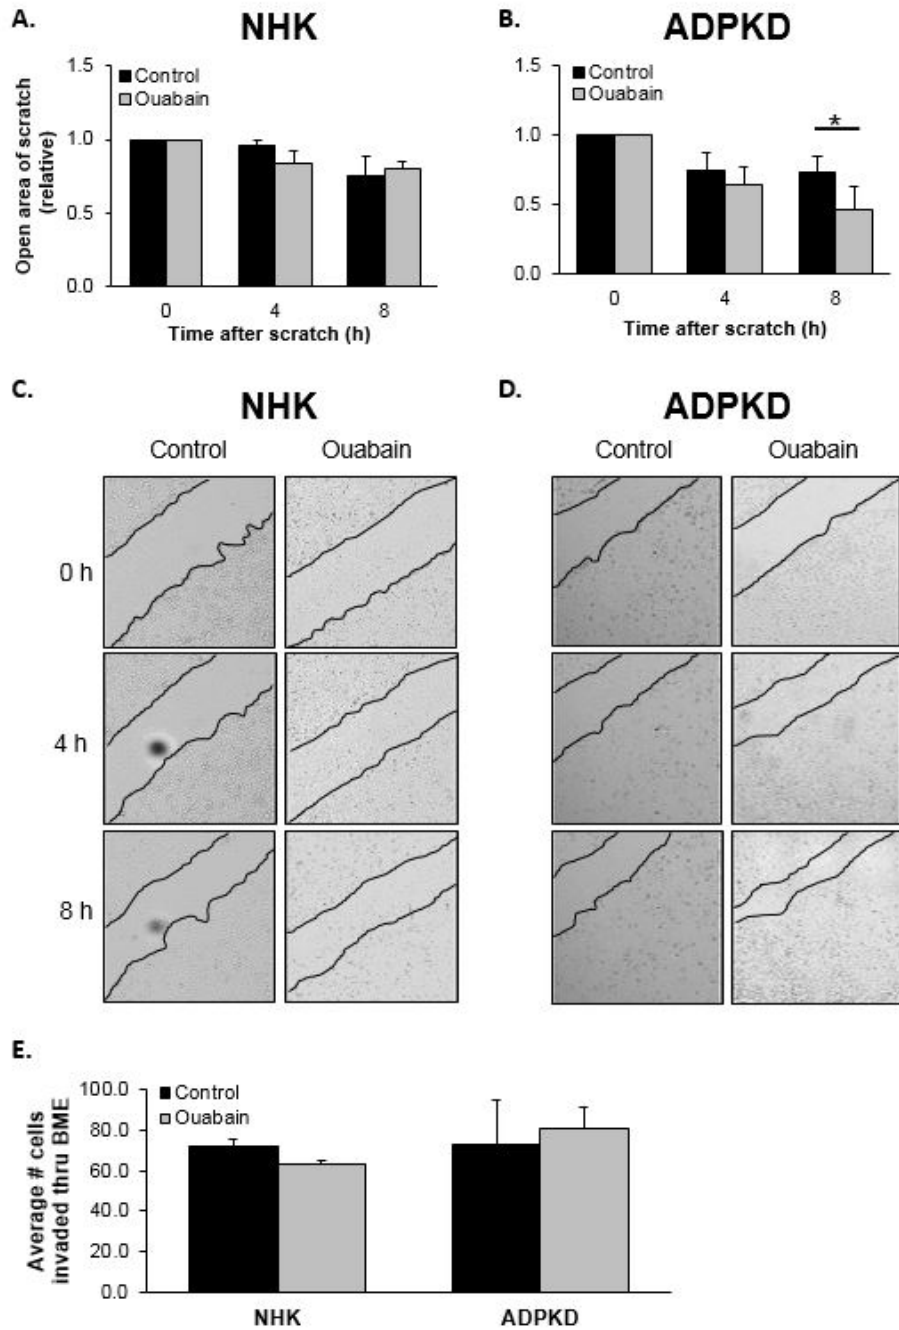 A.
NHK
Open area of scratch
(relative)
1.5
1.0
0.5
0.0
Control
Ouabain
0 4 8
Time after scratch (h)
B.
ADPKD
1.5
1.0
0.5
0.0
Control
Ouabain
*
0 4 8
Time after scratch (h)
C.
NHK
Control Ouabain
0 h
4 h
8 h
D.
ADPKD
Control Ouabain
E.
Average # cells
invaded thru BME
100.0
80.0
60.0
40.0
20.0
0.0
Control
Ouabain
NHK ADPKD